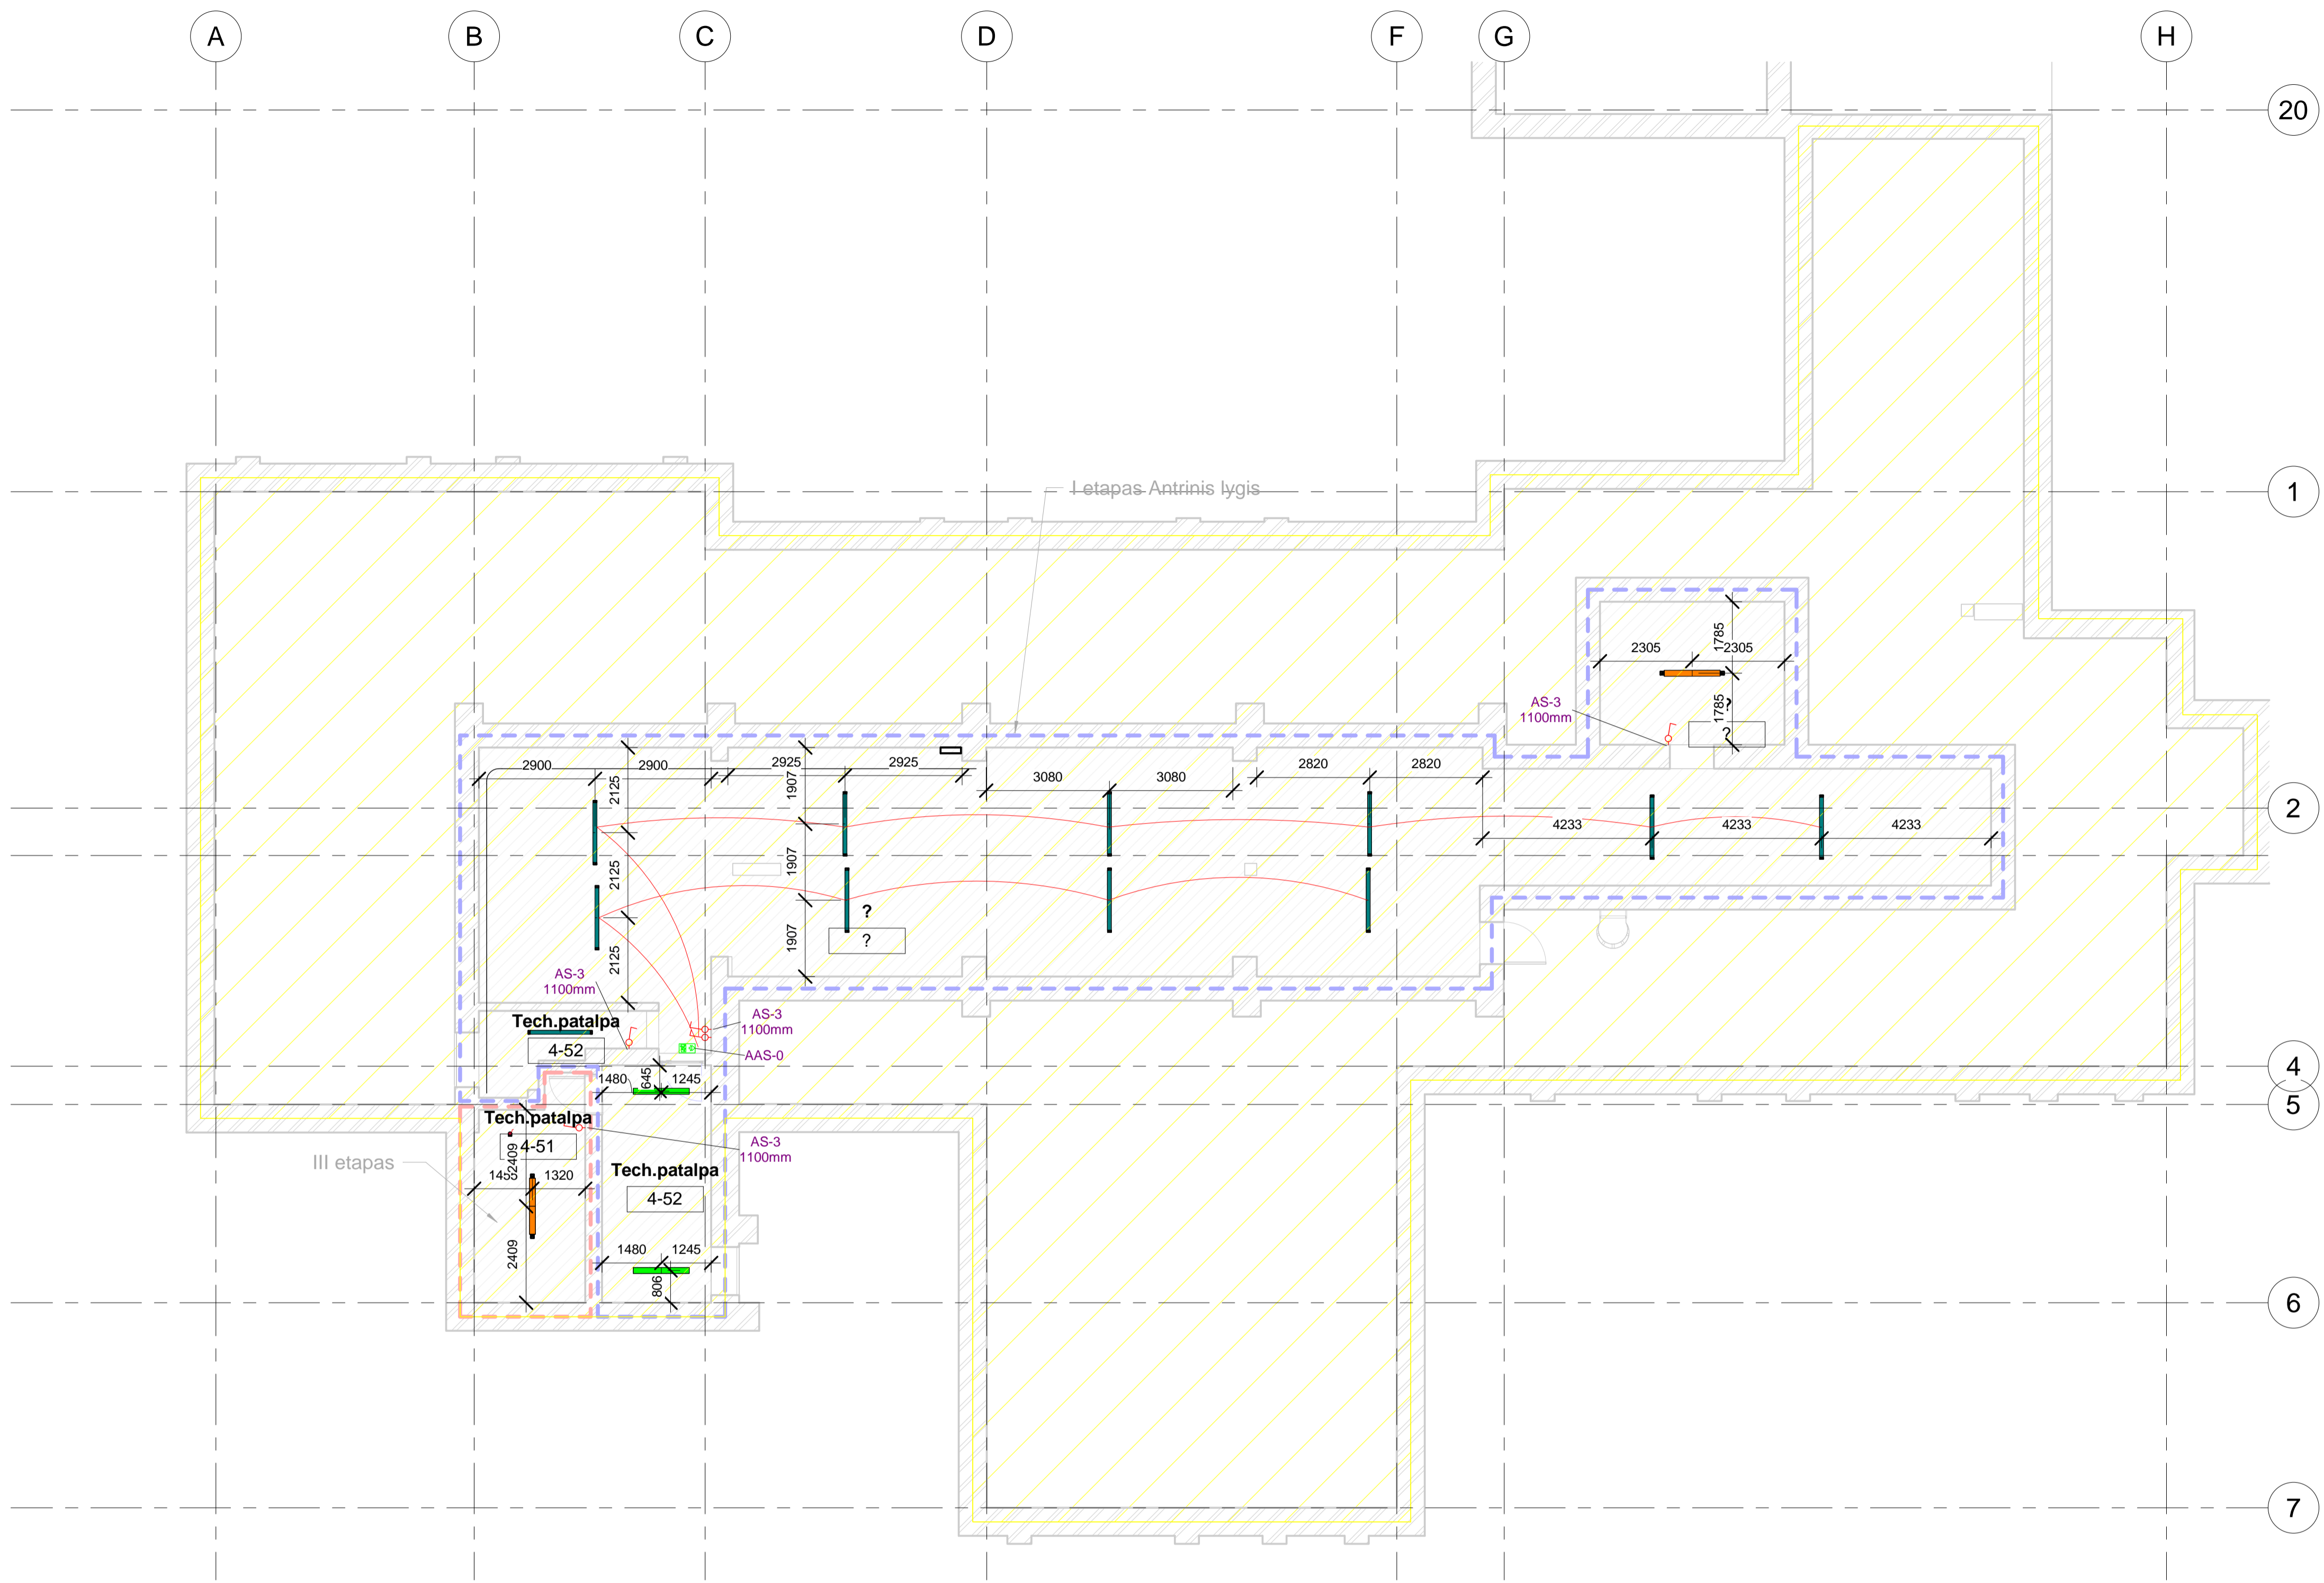 A
B
C
D
F
G
H
20
1
I etapas Antrinis lygis
1785
2305
2305
AS-3
1100mm
1785
?
?
2900
2900
2925
2925
3080
3080
2820
2820
2125
1907
2
4233
4233
4233
2125
1907
?
?
2125
1907
AS-3
1100mm
AS-3
1100mm
Tech.patalpa
4-52
AAS-0
4
1480
645
1245
5
Tech.patalpa
4-51
2409
AS-3
1100mm
III etapas
1455
1320
Tech.patalpa
4-52
2409
1480
1245
806
6
7